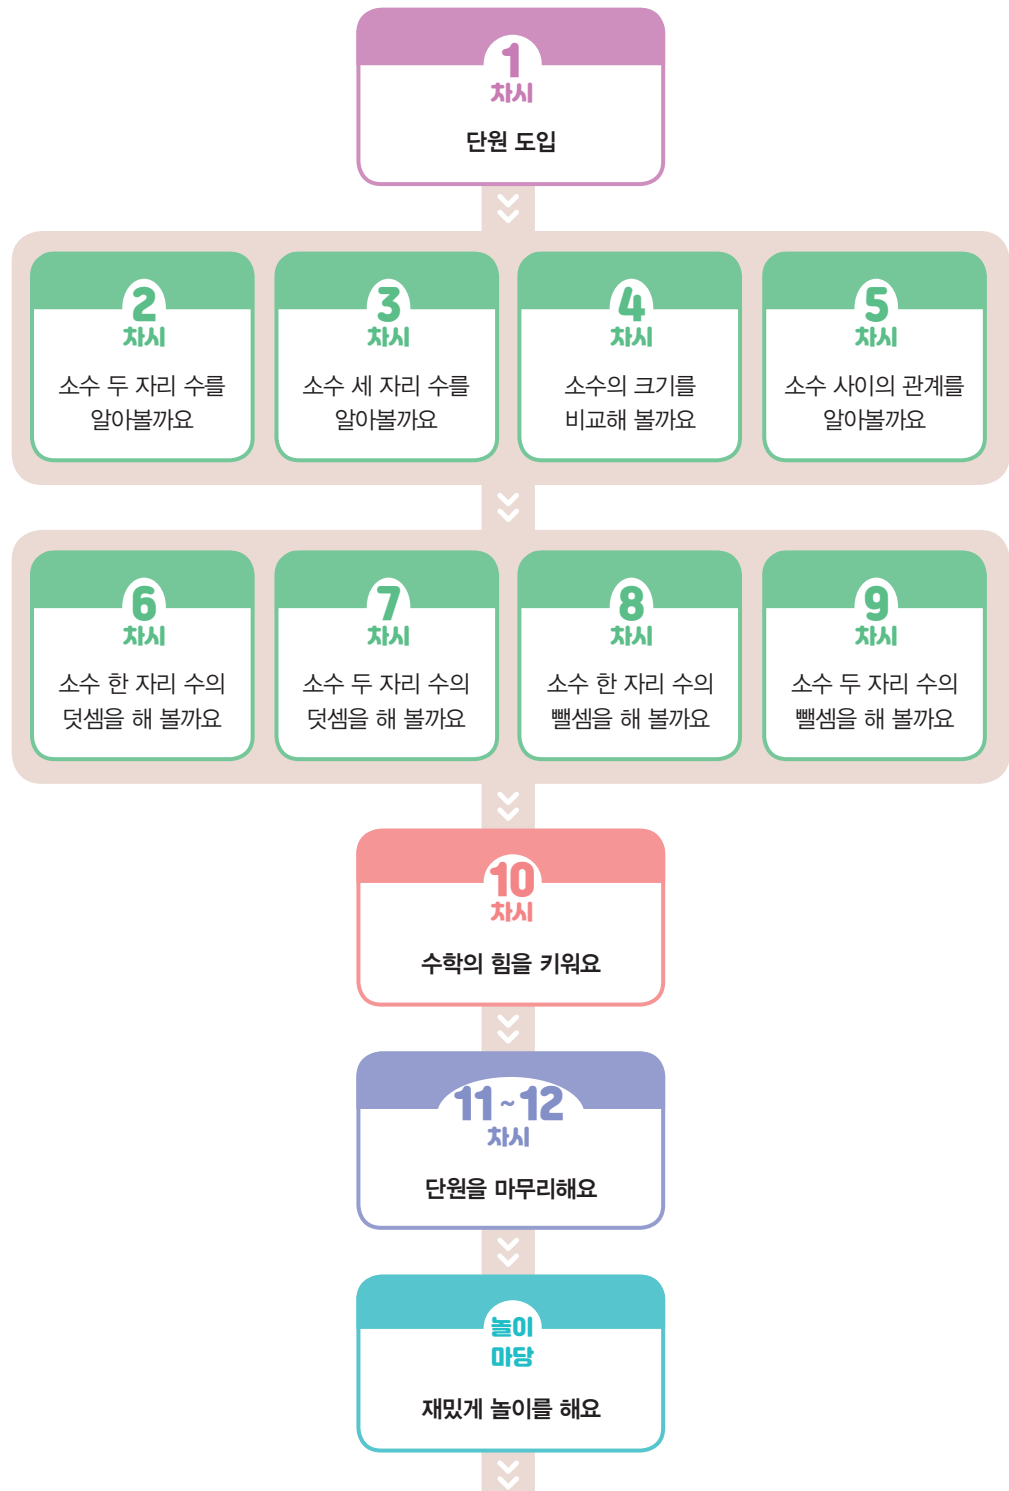 1
차시
단원 도입
2
차시
소수 두 자리 수를
알아볼까요
3
차시
소수 세 자리 수를
알아볼까요
4
차시
소수의 크기를
비교해 볼까요
5
차시
소수 사이의 관계를
알아볼까요
6
차시
소수 한 자리 수의
덧셈을 해 볼까요
7
차시
소수 두 자리 수의
덧셈을 해 볼까요
8
차시
소수 한 자리 수의
뺄셈을 해 볼까요
9
차시
소수 두 자리 수의
뺄셈을 해 볼까요
10
차시
수학의 힘을 키워요
11~12
차시
단원을 마무리해요
놀이
마당
재밌게 놀이를 해요